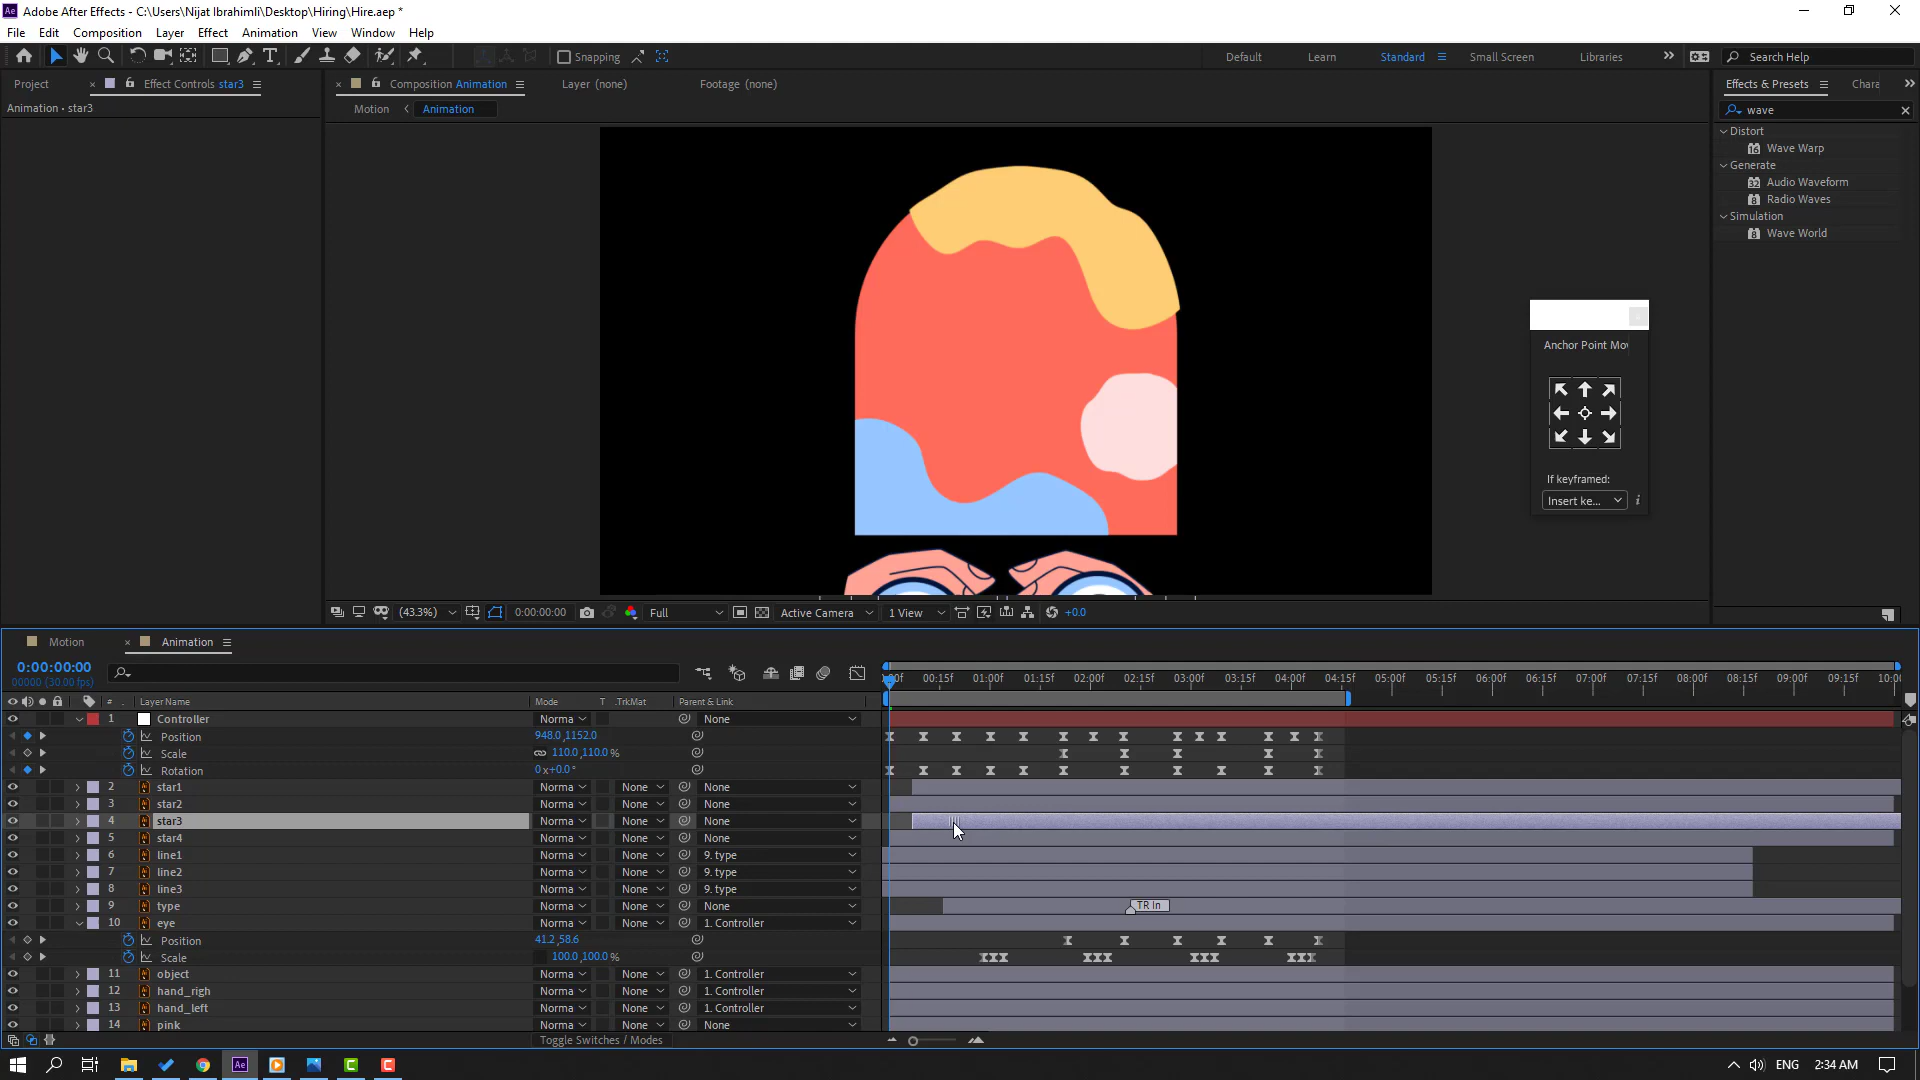 Adobe After Effects - C:\Users\Nijat Ibrahimli\Desktop\Hiring\Hire.aep *
File Edit Composition Layer Effect Animation View Window Help
Snapping
Default Learn Standard Small Screen Libraries
Search Help
Project Effect Controls star3
Composition Animation Layer (none) Footage (none)
Effects & Presets Chara
Animation • star3
Motion Animation
wave
Distort
Wave Warp
Generate
Audio Waveform
Radio Waves
Simulation
Wave World
Anchor Point Mov
If keyframed:
Insert ke...
(43.3%) 0:00:00:00 Full Active Camera 1 View +0.0
Motion Animation
0:00:00:00
00000 (30.00 fps)
:00f 00:15f 01:00f 01:15f 02:00f 02:15f 03:00f 03:15f 04:00f 04:15f 05:00f 05:15f 06:00f 06:15f 07:00f 07:15f 08:00f 08:15f 09:00f 09:15f 10:00
# . Layer Name Mode T .TrkMat Parent & Link
1 Controller Norma None
Position 948.0,1152.0
Scale 110.0,110.0 %
Rotation 0x+0.0°
2 star1 Norma None None
3 star2 Norma None None
4 star3 Norma None None
5 star4 Norma None None
6 line1 Norma None 9. type
7 line2 Norma None 9. type
8 line3 Norma None 9. type
9 type Norma None None TR In
10 eye Norma None 1. Controller
Position 41.2,58.6
Scale 100.0,100.0 %
11 object Norma None 1. Controller
12 hand_righ Norma None 1. Controller
13 hand_left Norma None 1. Controller
14 pink Norma None None
Toggle Switches / Modes
ENG 2:34 AM